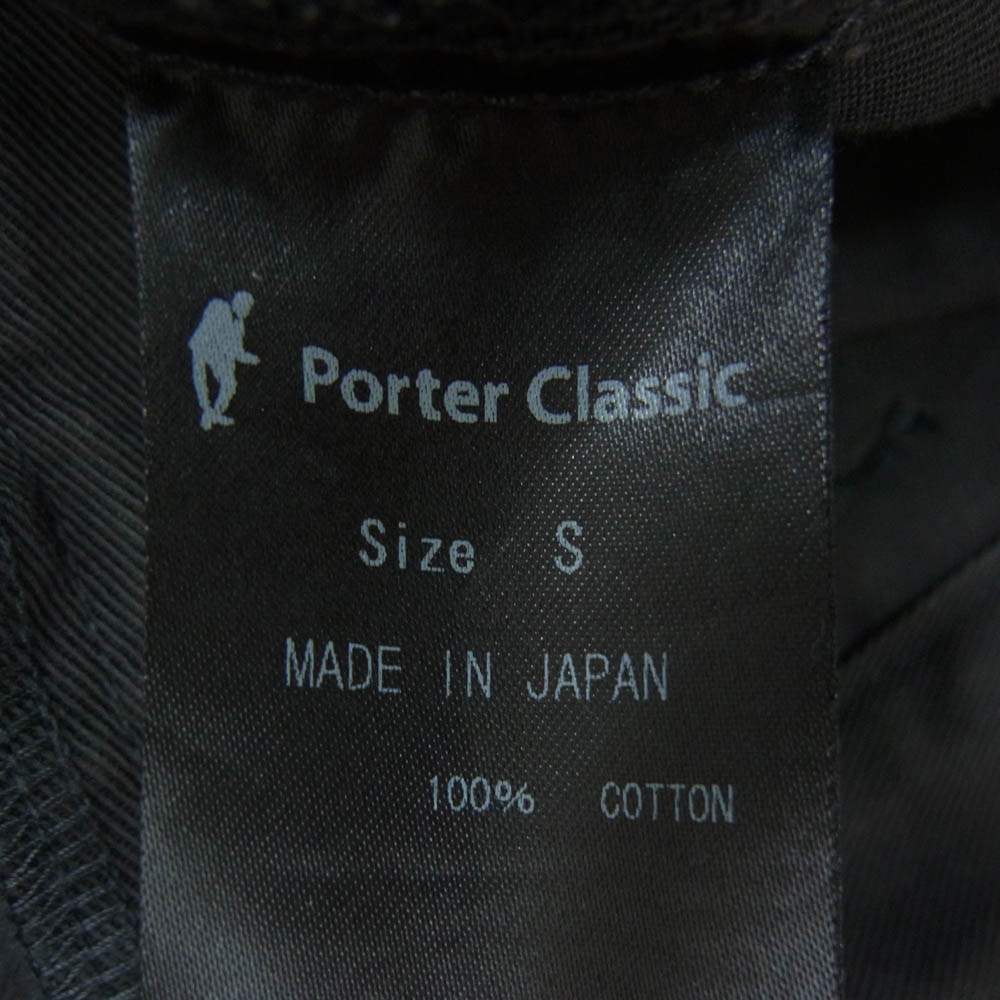 Porter Classic
Size S
MADE IN JAPAN
100% COTTON